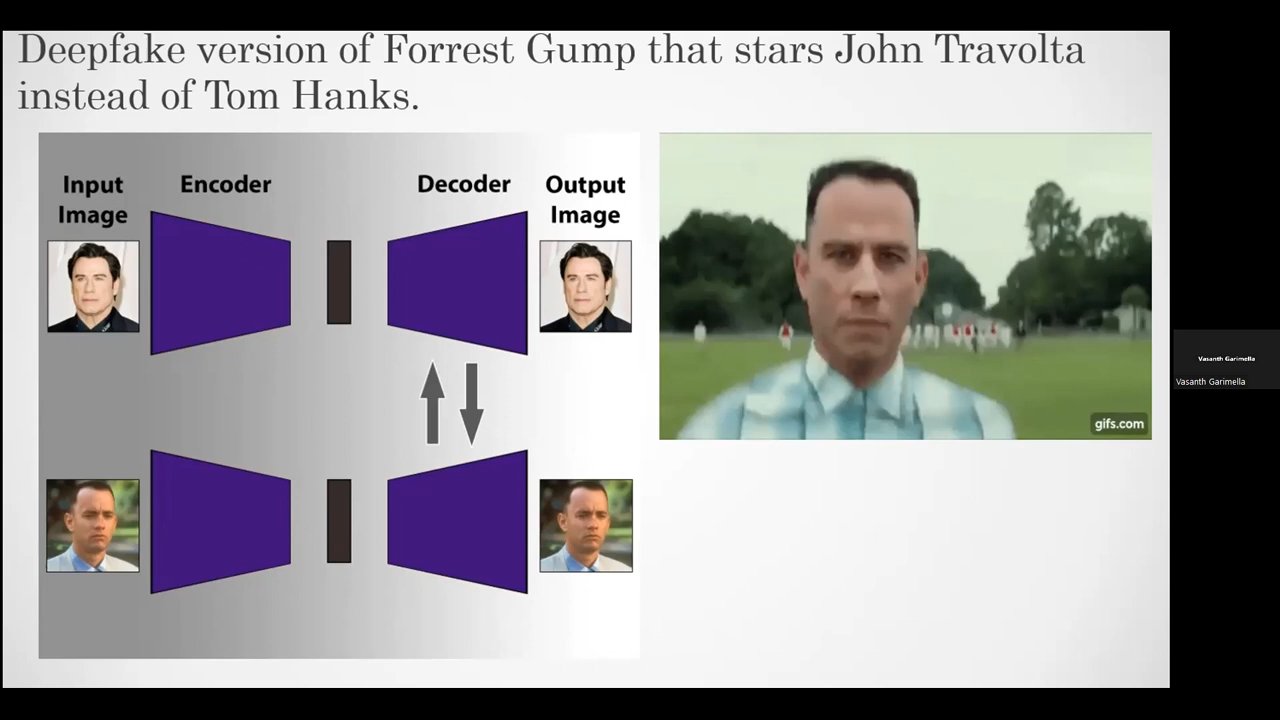 Deepfake version of Forrest Gump that stars John Travolta
instead of Tom Hanks.
Input
Image
Encoder
Decoder
Output
Image
gifs.com
Vasanth Garimella
Vasanth Garimella